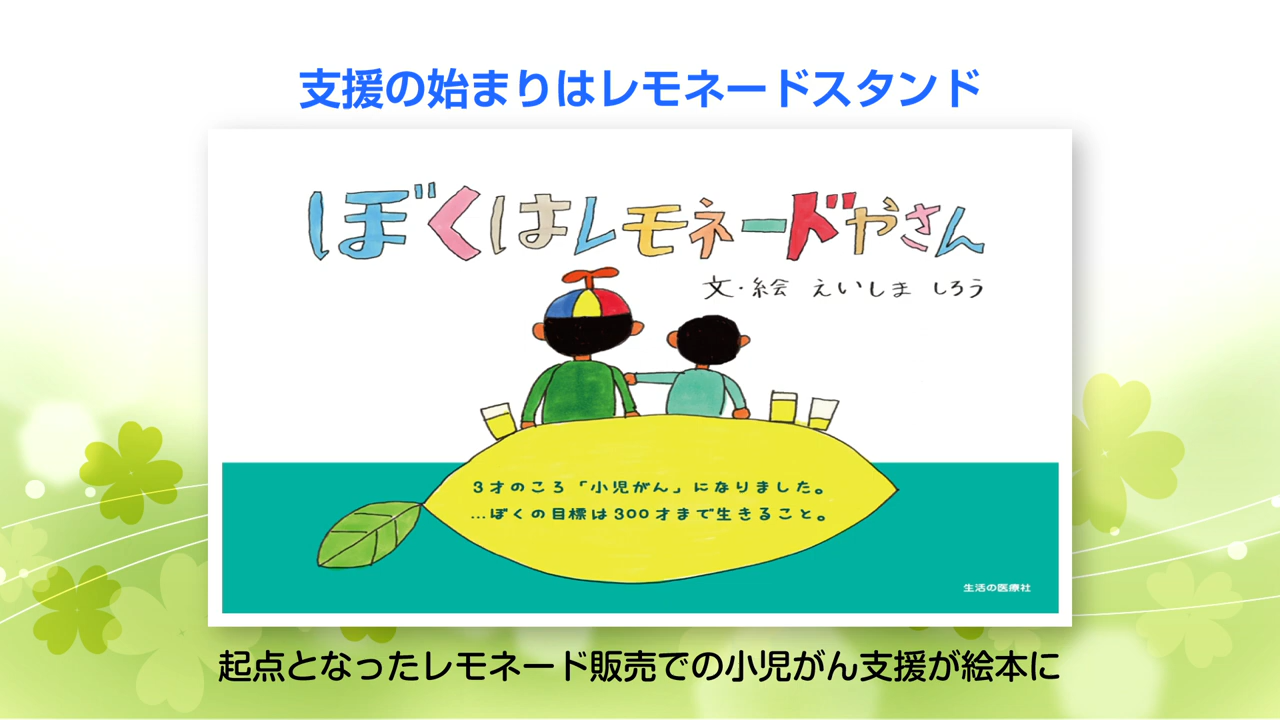 支援の始まりはレモネードスタンド
ぼくはレモネードやさん
文・絵 えいしま しろう
3才のころ「小児がん」になりました。
…ぼくの目標は300才まで生きること。
生活の医療社
起点となったレモネード販売での小児がん支援が絵本に